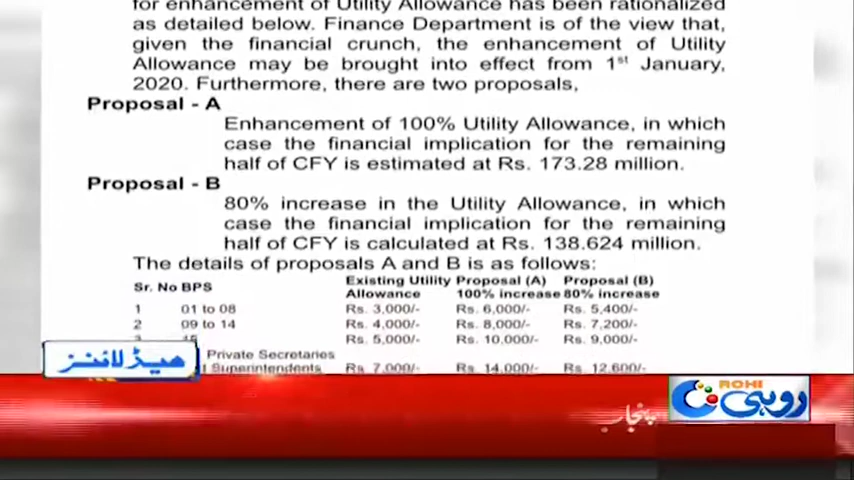 for enhancement of Utility Allowance has been rationalized
as detailed below. Finance Department is of the view that,
given the financial crunch, the enhancement of Utility
Allowance may be brought into effect from 1st January,
2020. Furthermore, there are two proposals,
Proposal - A
Enhancement of 100% Utility Allowance, in which
case the financial implication for the remaining
half of CFY is estimated at Rs. 173.28 million.
Proposal - B
80% increase in the Utility Allowance, in which
case the financial implication for the remaining
half of CFY is calculated at Rs. 138.624 million.
The details of proposals A and B is as follows:
Sr. No BPS Existing Utility Allowance Proposal (A) 100% increase Proposal (B) 80% increase
1 01 to 08 Rs. 3,000/- Rs. 6,000/- Rs. 5,400/-
2 09 to 14 Rs. 4,000/- Rs. 8,000/- Rs. 7,200/-
Rs. 5,000/- Rs. 10,000/- Rs. 9,000/-
Private Secretaries
Superintendents Rs. 7,000/- Rs. 14,000/- Rs. 12,600/-
ہیڈلائنز
ROHI
روہی
پنجاب